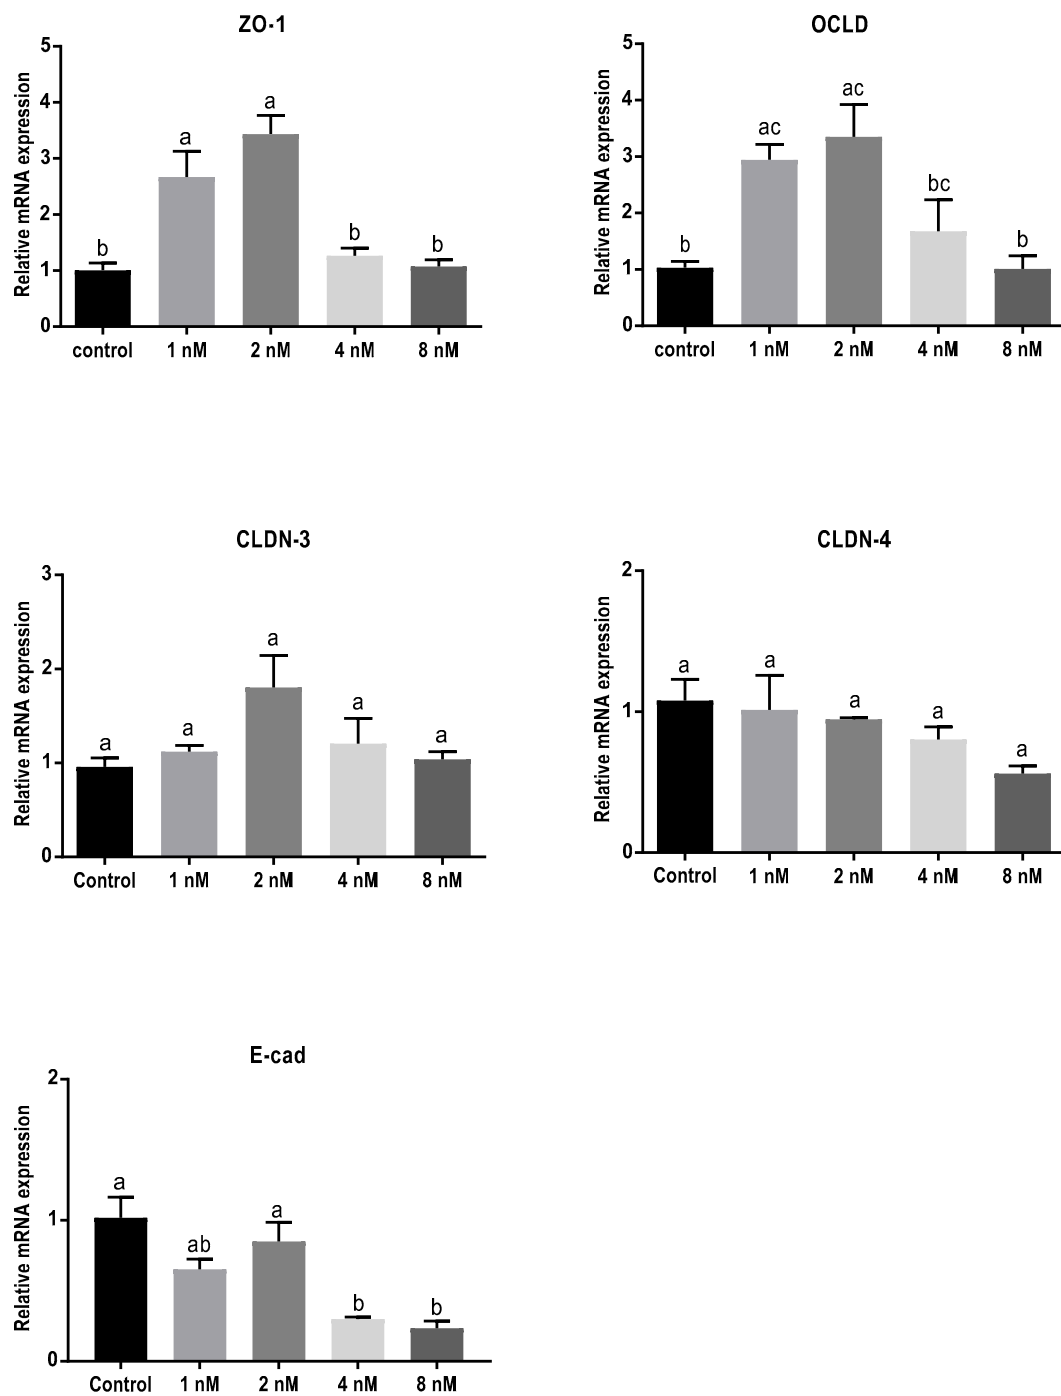 ZO-1
Relative mRNA expression
5
4
3
2
1
0
a
a
b
b
b
control
1 nM
2 nM
4 nM
8 nM
OCLD
Relative mRNA expression
5
4
3
2
1
0
ac
ac
bc
b
b
control
1 nM
2 nM
4 nM
8 nM
CLDN-3
Relative mRNA expression
3
2
1
0
a
a
a
a
a
Control
1 nM
2 nM
4 nM
8 nM
CLDN-4
Relative mRNA expression
2
1
0
a
a
a
a
a
Control
1 nM
2 nM
4 nM
8 nM
E-cad
Relative mRNA expression
2
1
0
a
ab
a
b
b
Control
1 nM
2 nM
4 nM
8 nM